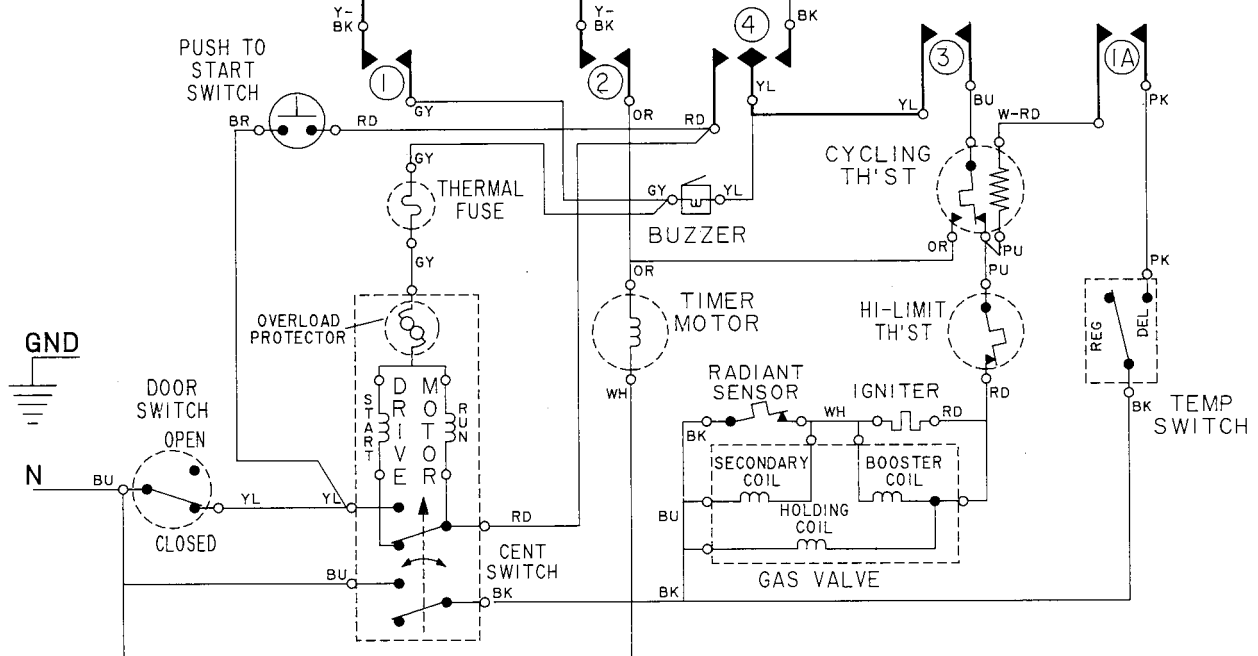 Y-
BK
Y-
BK
4
BK
PUSH TO
START
SWITCH
1
2
3
1A
GY
OR
YL
YL
BU
PK
W-RD
BR
RD
RD
CYCLING
TH'ST
GY
THERMAL
FUSE
GY
YL
BUZZER
OR
PU
GY
OR
PU
PK
OVERLOAD
PROTECTOR
TIMER
MOTOR
HI-LIMIT
TH'ST
REG
DEL
GND
DOOR
SWITCH
OPEN
START
DRIVE
MOTOR
RUN
WH
RADIANT
SENSOR
IGNITER
RD
BK
TEMP
SWITCH
BK
WH
RD
SECONDARY
COIL
BOOSTER
COIL
N
BU
YL
YL
CLOSED
RD
BU
HOLDING
COIL
CENT
SWITCH
GAS VALVE
BU
BK
BK